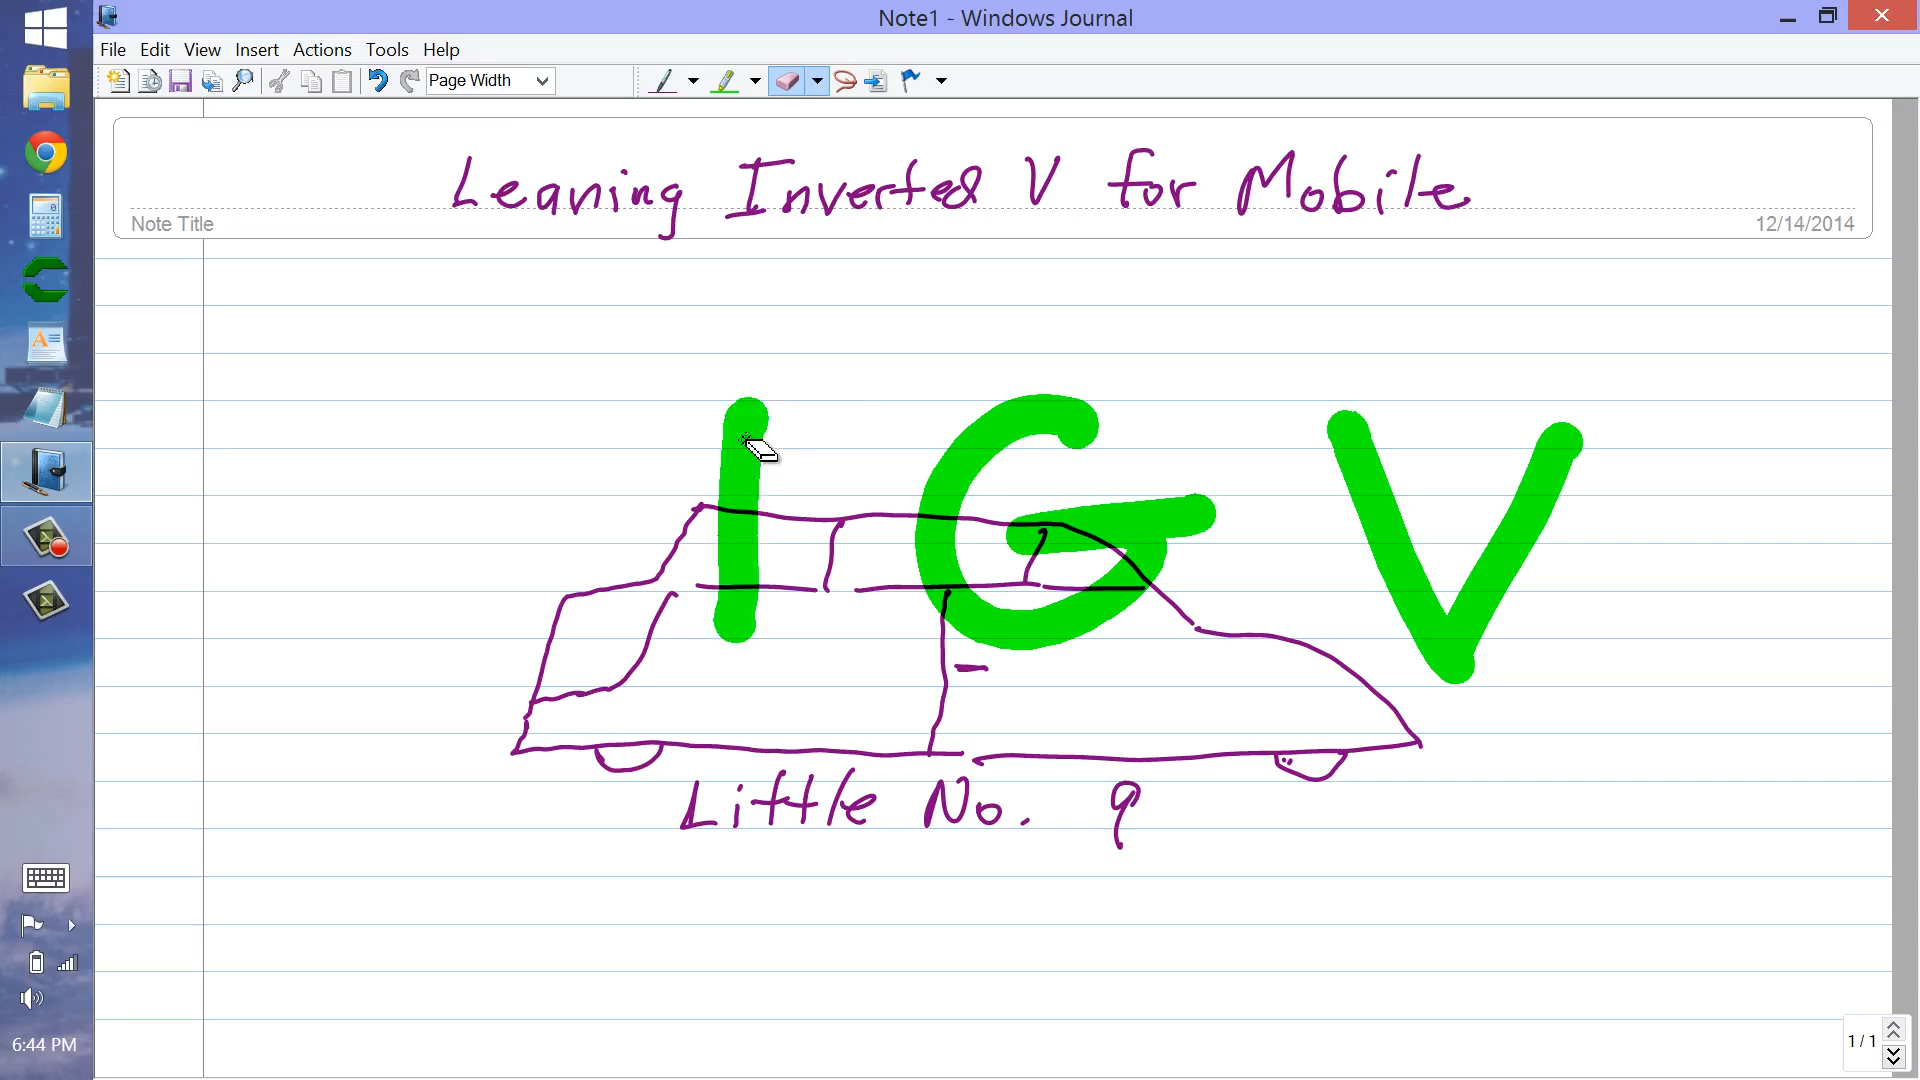 Note1 - Windows Journal
File Edit View Insert Actions Tools Help
Page Width
Leaning Inverted V for Mobile
Note Title
12/14/2014
I G V
Little No. 9
6:44 PM
1 / 1